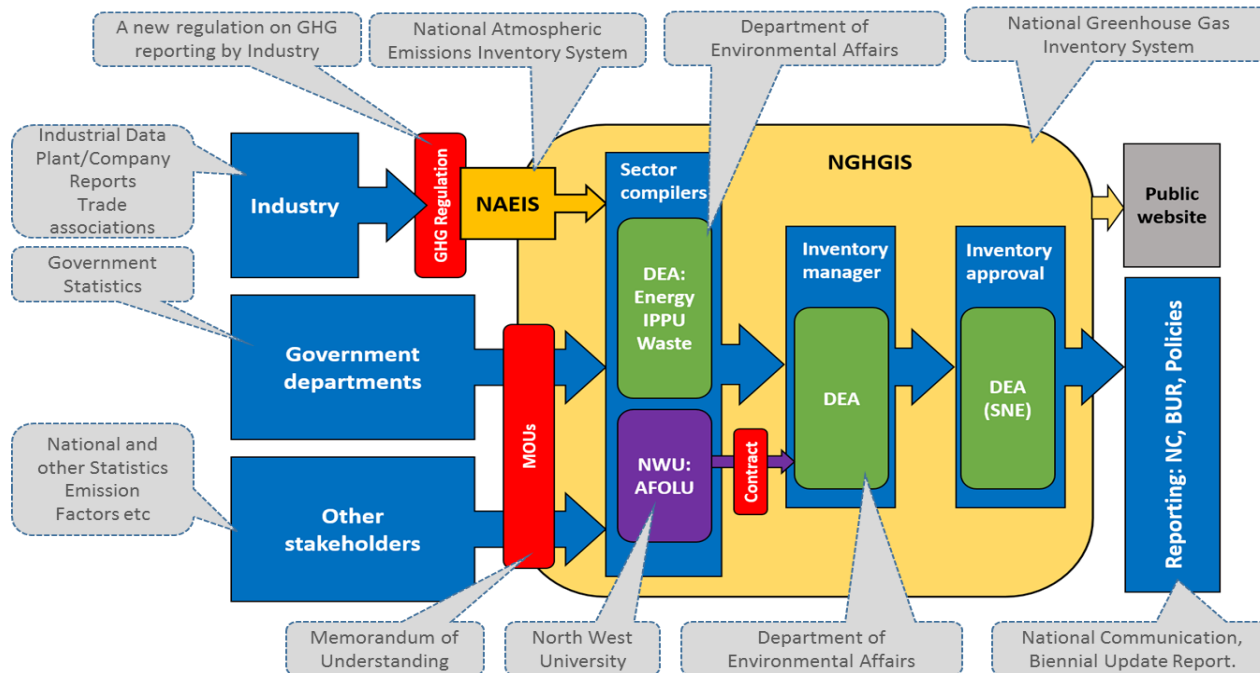 A new regulation on GHG
reporting by Industry
National Atmospheric
Emissions Inventory System
Department of
Environmental Affairs
National Greenhouse Gas
Inventory System
Industrial Data
Plant/Company
Reports
Trade
associations
Industry
GHG Regulation
NAEIS
Sector
compilers
NGHGIS
Public
website
Government
Statistics
DEA:
Energy
IPPU
Waste
Inventory
manager
Inventory
approval
Government
departments
MOUs
DEA
DEA
(SNE)
Reporting: NC, BUR, Policies
National and
other Statistics
Emission
Factors etc
NWU:
AFOLU
Contract
Other
stakeholders
Memorandum of
Understanding
North West
University
Department of
Environmental Affairs
National Communication,
Biennial Update Report.